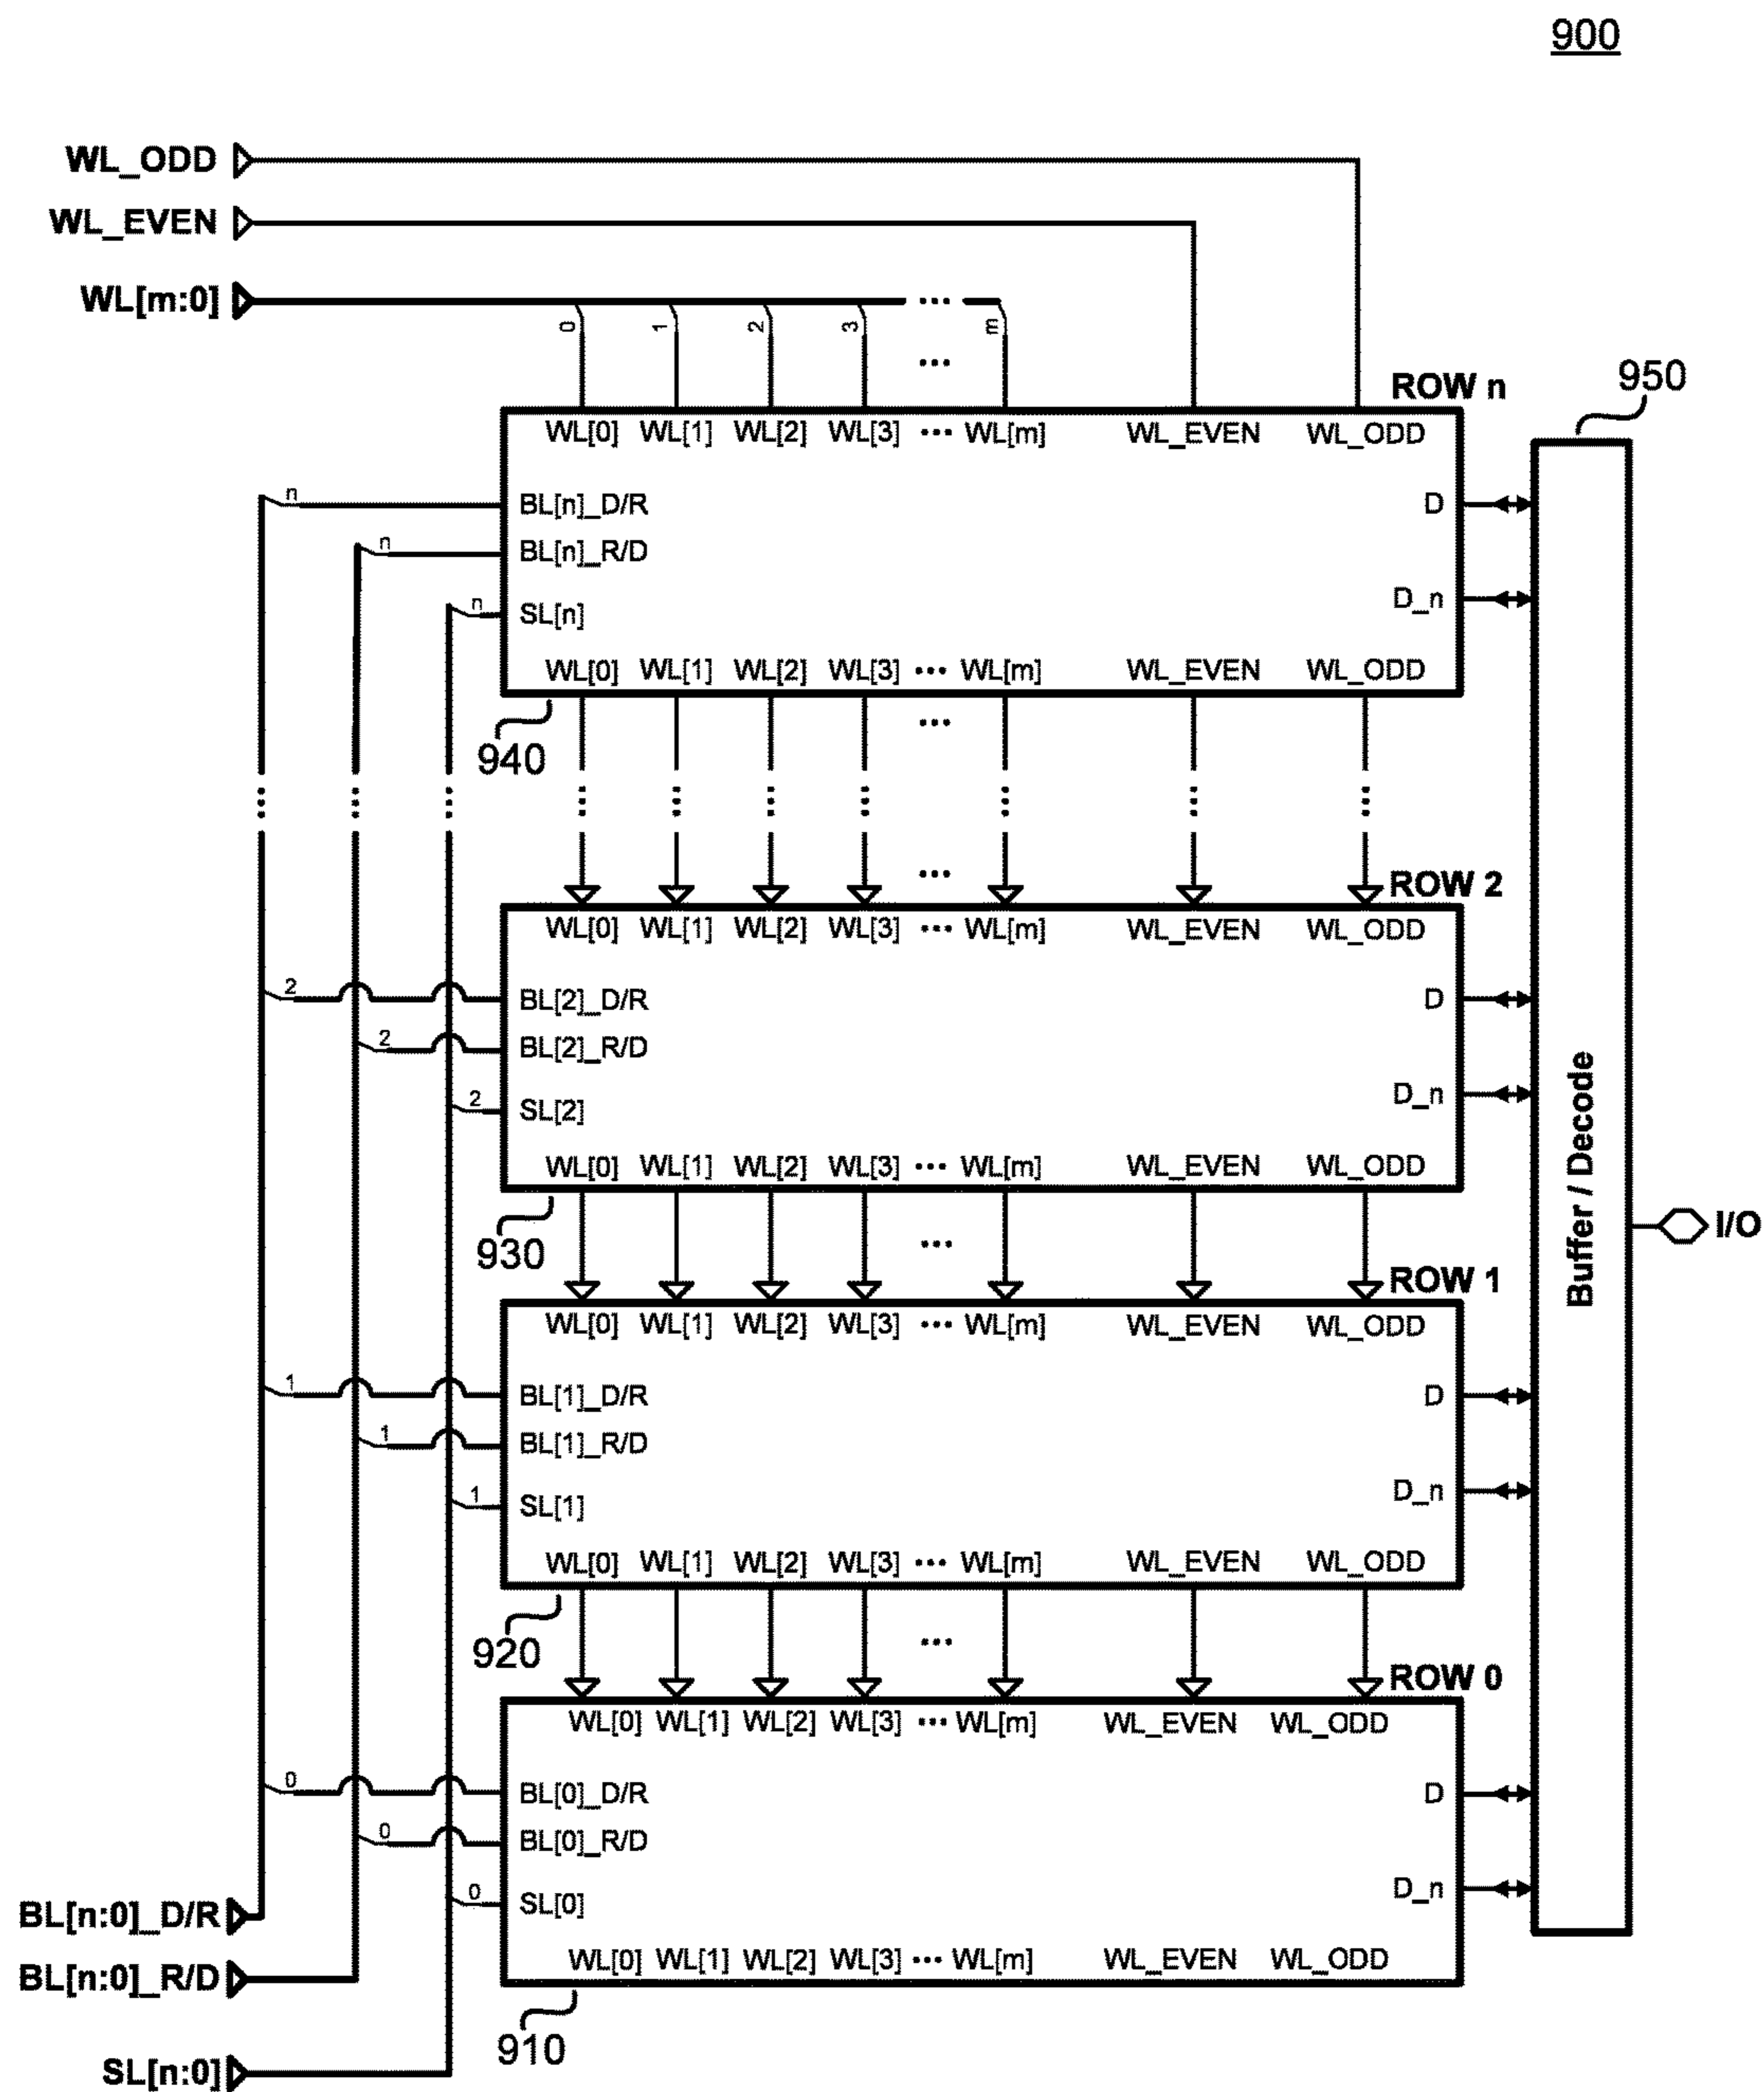 900
WL_ODD
WL_EVEN
WL[m:0]
0 1 2 3 ... m
...
ROW n
950
WL[0] WL[1] WL[2] WL[3] ... WL[m] WL_EVEN WL_ODD
n BL[n]_D/R D
n BL[n]_R/D
n SL[n] D_n
WL[0] WL[1] WL[2] WL[3] ... WL[m] WL_EVEN WL_ODD
...
940
... ... ... ... ... ... ... ... ... ...
...
ROW 2
WL[0] WL[1] WL[2] WL[3] ... WL[m] WL_EVEN WL_ODD
2 BL[2]_D/R D
2 BL[2]_R/D
2 SL[2] D_n
WL[0] WL[1] WL[2] WL[3] ... WL[m] WL_EVEN WL_ODD
Buffer / Decode
I/O
930
...
ROW 1
WL[0] WL[1] WL[2] WL[3] ... WL[m] WL_EVEN WL_ODD
1 BL[1]_D/R D
1 BL[1]_R/D
1 SL[1] D_n
WL[0] WL[1] WL[2] WL[3] ... WL[m] WL_EVEN WL_ODD
920
...
ROW 0
WL[0] WL[1] WL[2] WL[3] ... WL[m] WL_EVEN WL_ODD
0 BL[0]_D/R D
0 BL[0]_R/D
0 SL[0] D_n
WL[0] WL[1] WL[2] WL[3] ... WL[m] WL_EVEN WL_ODD
BL[n:0]_D/R
BL[n:0]_R/D
910
SL[n:0]